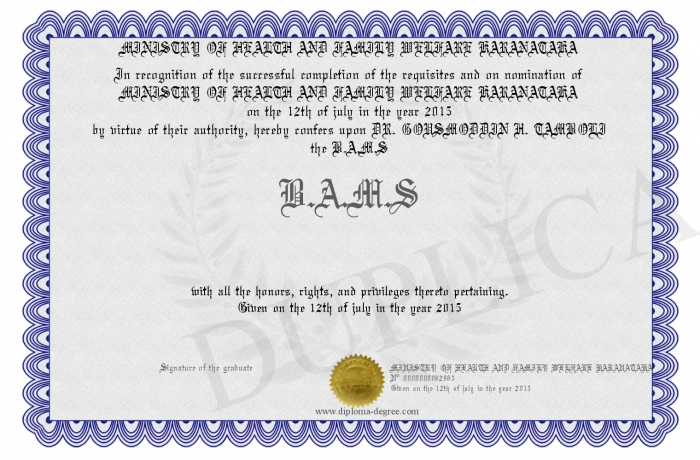 MINISTRY OF HEALTH AND FAMILY WELFARE KARANATAKA
In recognition of the successful completion of the requisites and on nomination of
MINISTRY OF HEALTH AND FAMILY WELFARE KARANATAKA
on the 12th of july in the year 2015
by virtue of their authority, hereby confers upon DR. GOUSMODDIN H. TAMBOLI
the B.A.M.S
B.A.M.S
with all the honors, rights, and privileges thereto pertaining.
Given on the 12th of july in the year 2015
Signature of the graduate
MINISTRY OF HEALTH AND FAMILY WELFARE KARANATAKA
Given on the 12th of july in the year 2015
www.diploma-degree.com
DUPLICA